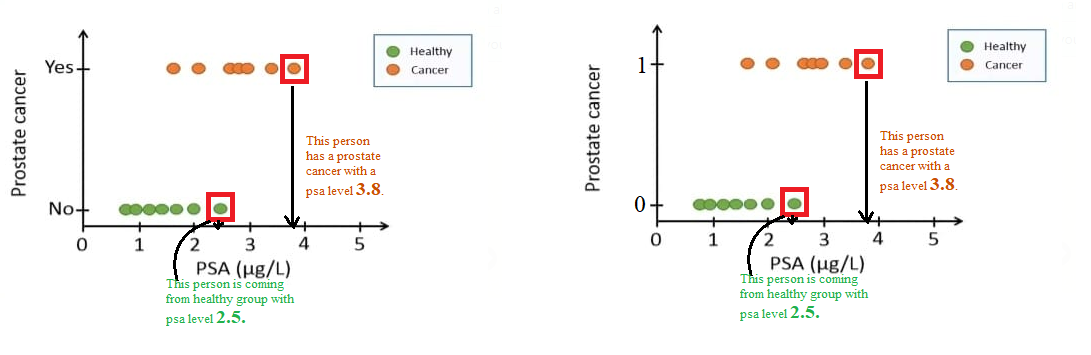 Healthy
Cancer
Prostate cancer
Yes
No
This person
has a prostate
cancer with a
psa level 3.8.
0 1 2 3 4 5
PSA (µg/L)
This person is coming
from healthy group with
psa level 2.5.
Healthy
Cancer
Prostate cancer
1
0
This person
has a prostate
cancer with a
psa level 3.8.
0 1 2 3 4 5
PSA (µg/L)
This person is coming
from healthy group with
psa level 2.5.